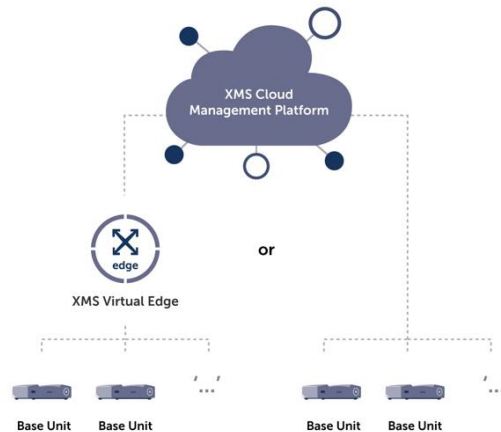 XMS Cloud
Management Platform
edge
or
XMS Virtual Edge
'...'
'...
Base Unit
Base Unit
Base Unit
Base Unit